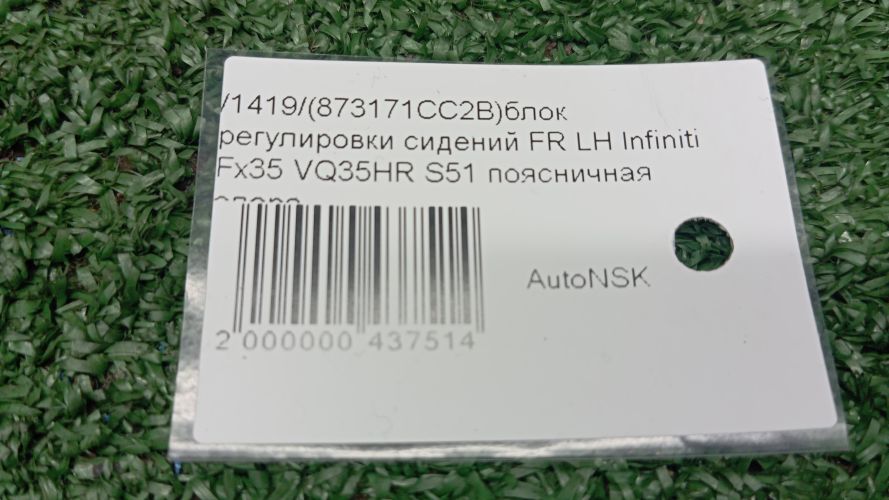 /1419/(873171CC2B)блок
регулировки сидений FR LH Infiniti
Fx35 VQ35HR S51 поясничная
AutoNSK
2 000000 437514